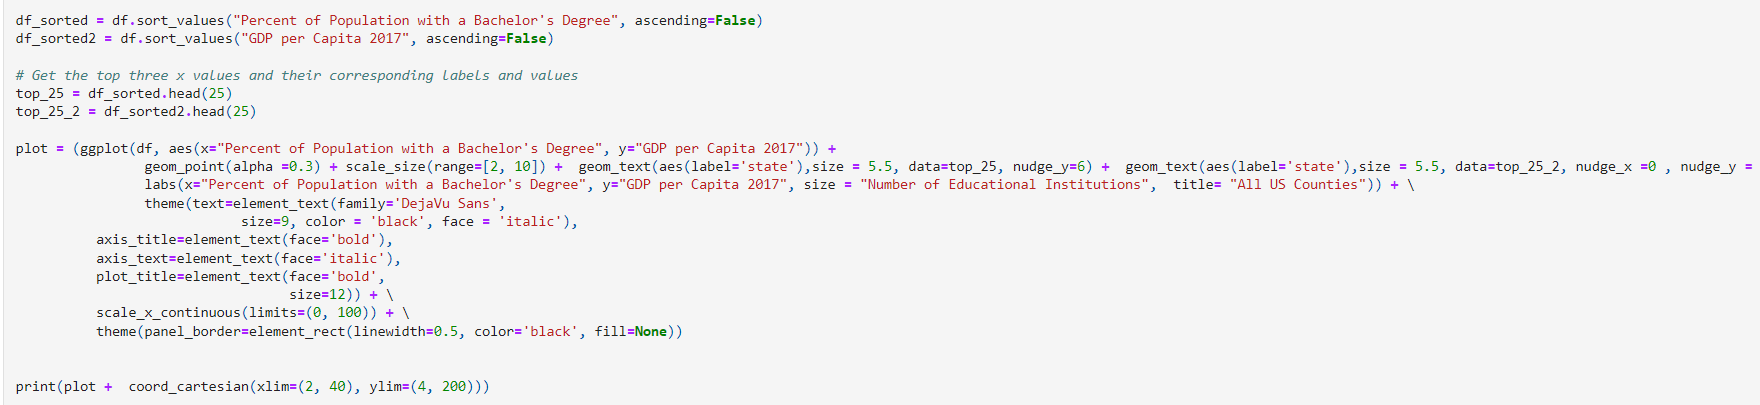 df_sorted = df.sort_values("Percent of Population with a Bachelor's Degree", ascending=False)
df_sorted2 = df.sort_values("GDP per Capita 2017", ascending=False)
# Get the top three x values and their corresponding labels and values
top_25 = df_sorted.head(25)
top_25_2 = df_sorted2.head(25)
plot = (ggplot(df, aes(x="Percent of Population with a Bachelor's Degree", y="GDP per Capita 2017")) +
geom_point(alpha =0.3) + scale_size(range=[2, 10]) +  geom_text(aes(label='state'),size = 5.5, data=top_25, nudge_y=6) +  geom_text(aes(label='state'),size = 5.5, data=top_25_2, nudge_x =0 , nudge_y =
labs(x="Percent of Population with a Bachelor's Degree", y="GDP per Capita 2017", size = "Number of Educational Institutions",  title= "All US Counties")) + \
theme(text=element_text(family='DejaVu Sans',
size=9, color = 'black', face = 'italic'),
axis_title=element_text(face='bold'),
axis_text=element_text(face='italic'),
plot_title=element_text(face='bold',
size=12)) + \
scale_x_continuous(limits=(0, 100)) + \
theme(panel_border=element_rect(linewidth=0.5, color='black', fill=None))
print(plot +  coord_cartesian(xlim=(2, 40), ylim=(4, 200)))